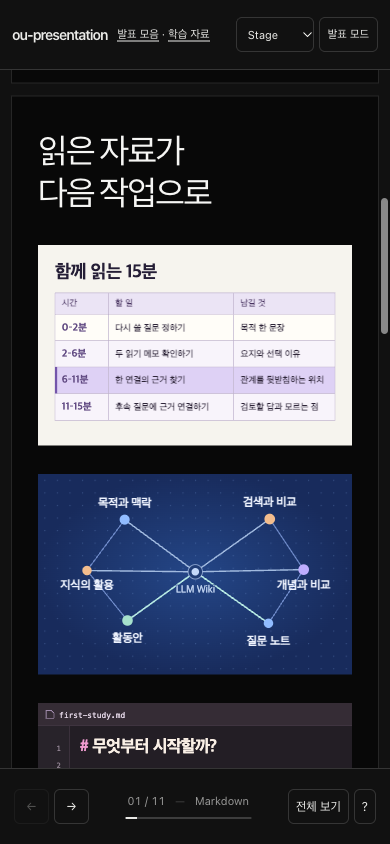 ou-presentation 발표 모음 · 학습 자료 Stage 발표 모드
읽은 자료가
다음 작업으로
함께 읽는 15분
시간 할 일 남길 것
0-2분 다시 쓸 질문 정하기 목적 한 문장
2-6분 두 읽기 메모 확인하기 요지와 선택 이유
6-11분 한 연결의 근거 찾기 관계를 뒷받침하는 위치
11-15분 후속 질문에 근거 연결하기 검토할 답과 모르는 점
목적과 맥락 검색과 비교
지식의 활용 LLM Wiki 개념과 비교
활동안 질문 노트
first-study.md
1 # 무엇부터 시작할까?
2
← → 01 / 11 — Markdown 전체 보기 ?